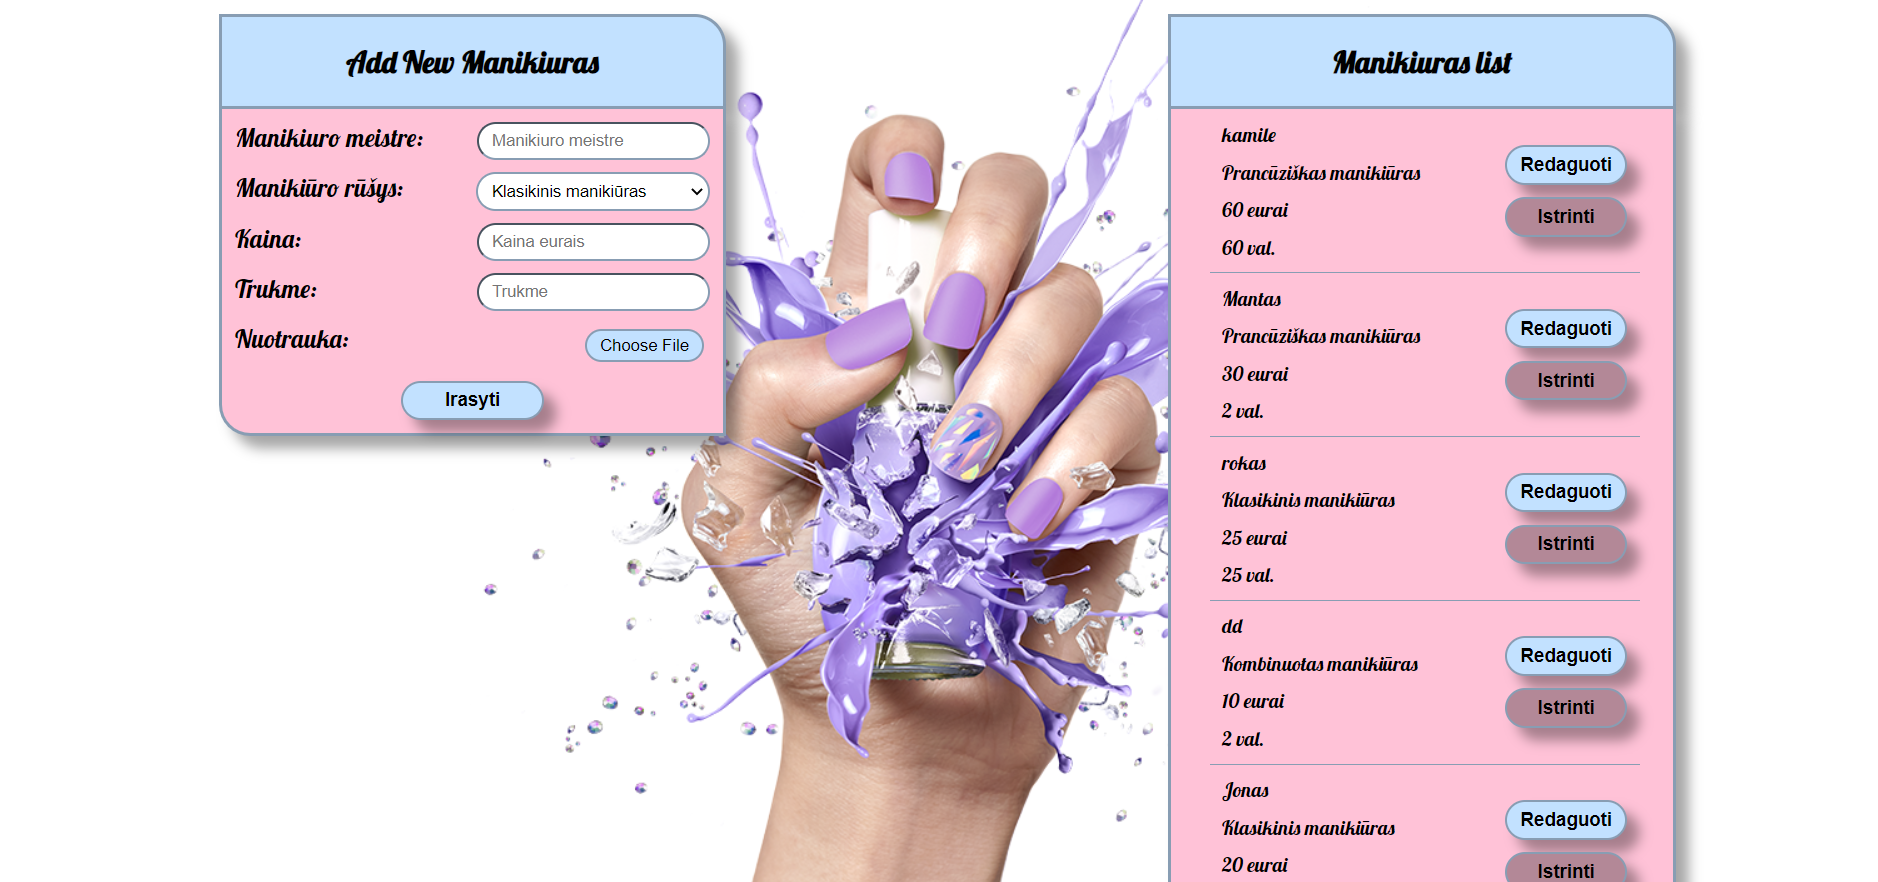 Add New Manikiuras
Manikiuro meistre:
Manikiuro meistre
Manikiūro rūšys:
Klasikinis manikiūras
Kaina:
Kaina eurais
Trukme:
Trukme
Nuotrauka:
Choose File
Irasyti
Manikiuras list
kamile
Prancūziškas manikiūras
60 eurai
60 val.
Redaguoti
Istrinti
Mantas
Prancūziškas manikiūras
30 eurai
2 val.
Redaguoti
Istrinti
rokas
Klasikinis manikiūras
25 eurai
25 val.
Redaguoti
Istrinti
dd
Kombinuotas manikiūras
10 eurai
2 val.
Redaguoti
Istrinti
Jonas
Klasikinis manikiūras
20 eurai
Redaguoti
Istrinti